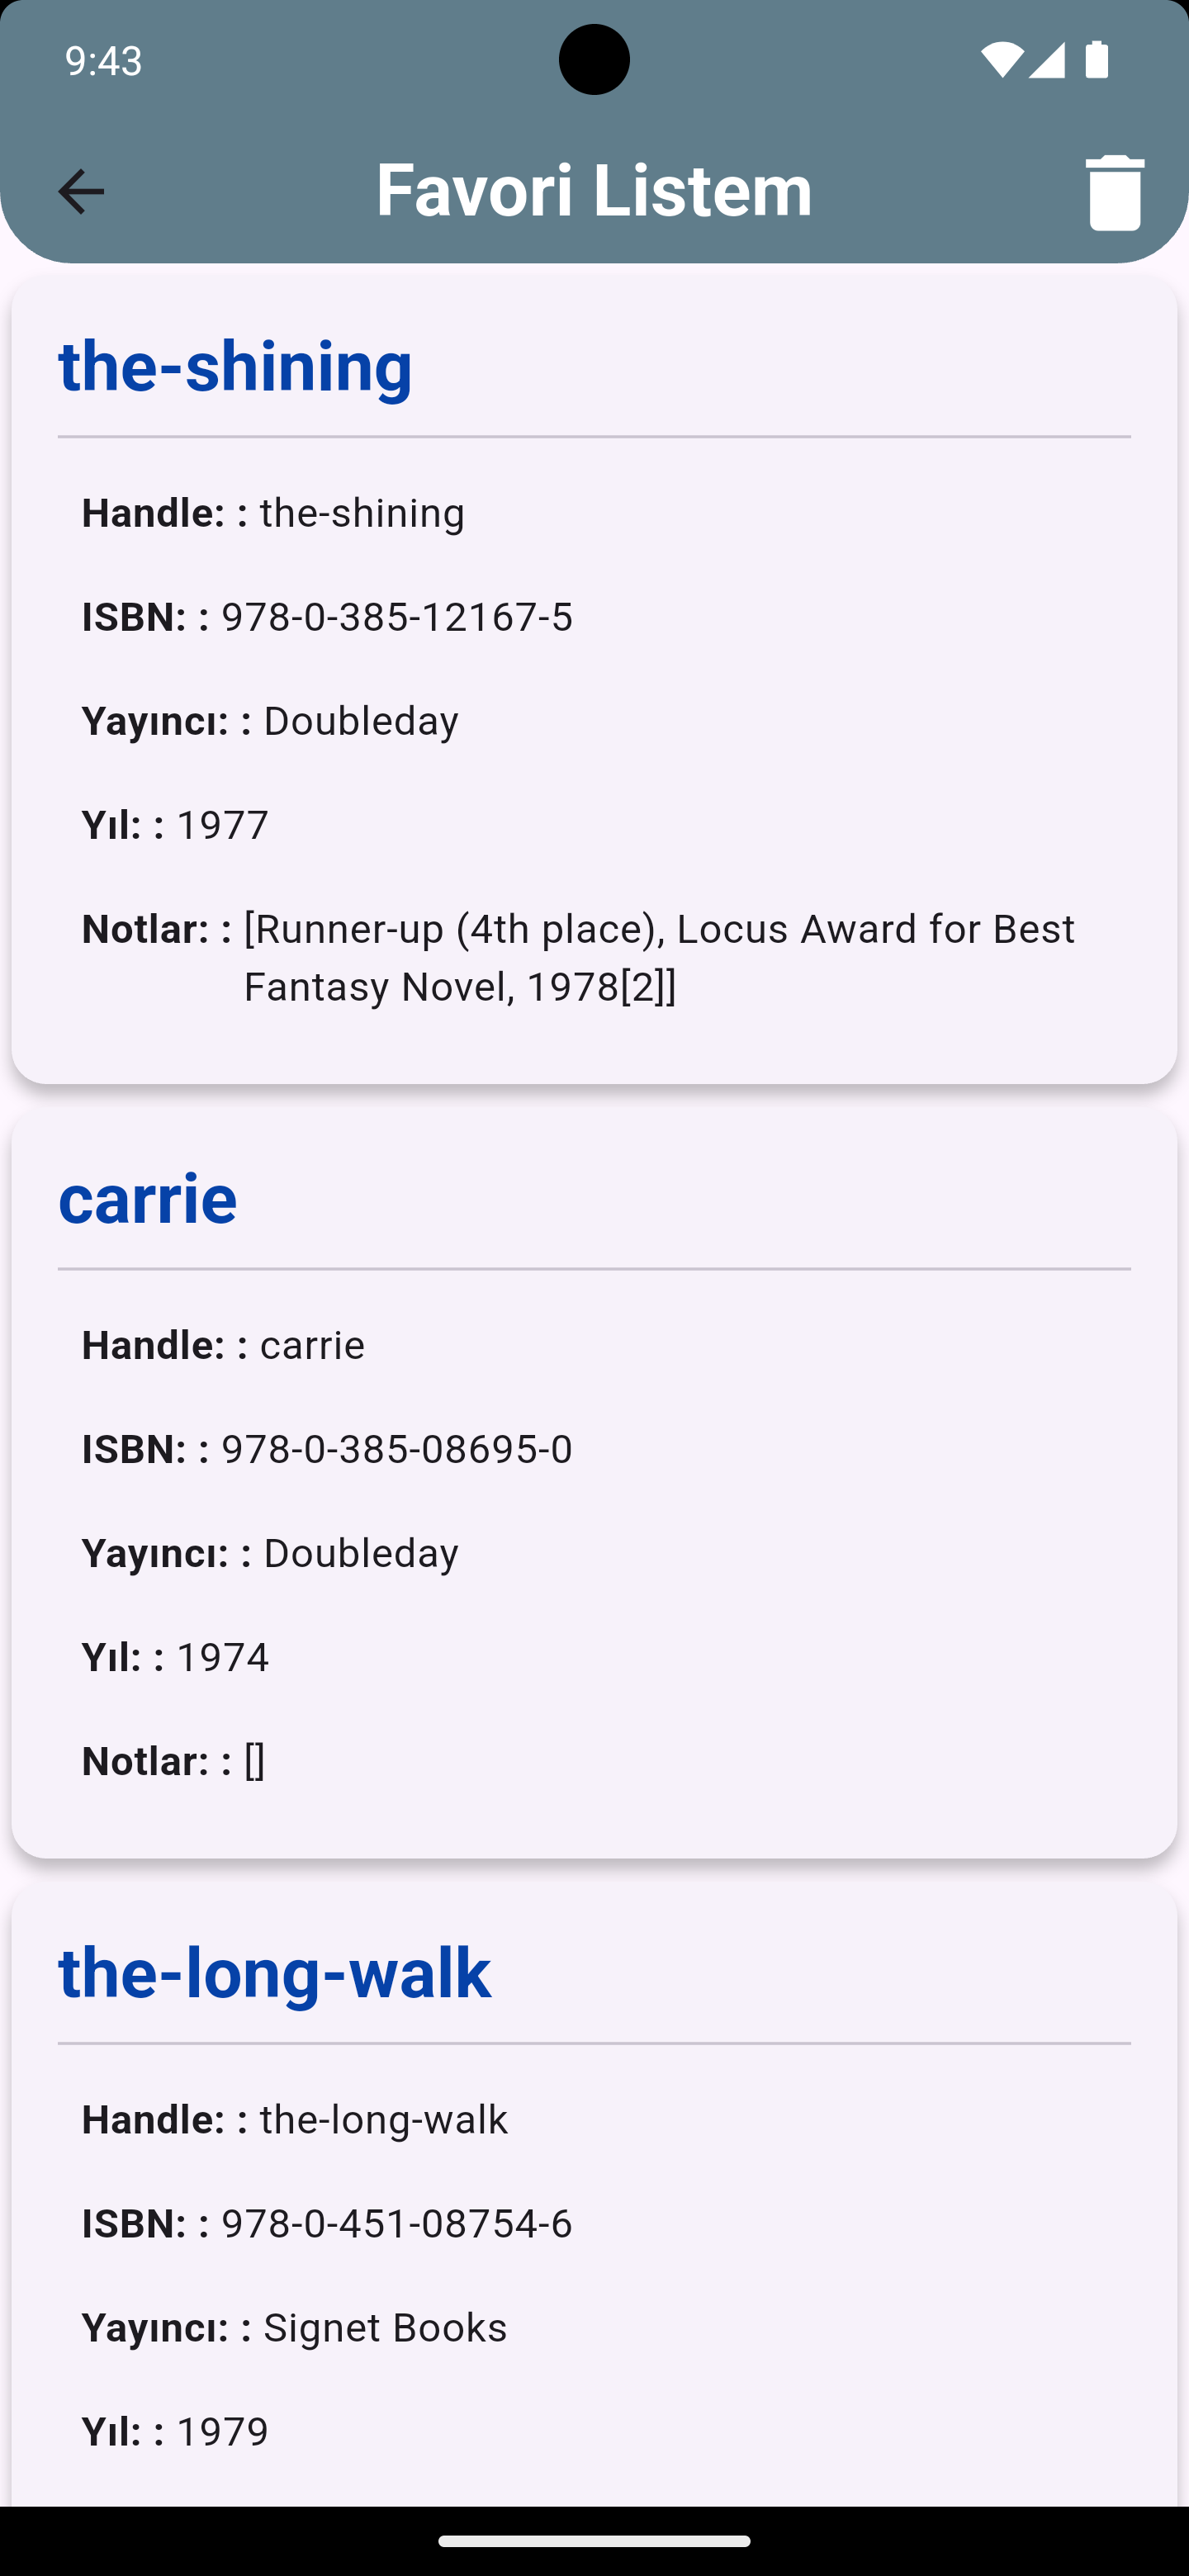 9:43
Favori Listem
the-shining
Handle: : the-shining
ISBN: : 978-0-385-12167-5
Yayıncı: : Doubleday
Yıl: : 1977
Notlar: : [Runner-up (4th place), Locus Award for Best
Fantasy Novel, 1978[2]]
carrie
Handle: : carrie
ISBN: : 978-0-385-08695-0
Yayıncı: : Doubleday
Yıl: : 1974
Notlar: : []
the-long-walk
Handle: : the-long-walk
ISBN: : 978-0-451-08754-6
Yayıncı: : Signet Books
Yıl: : 1979